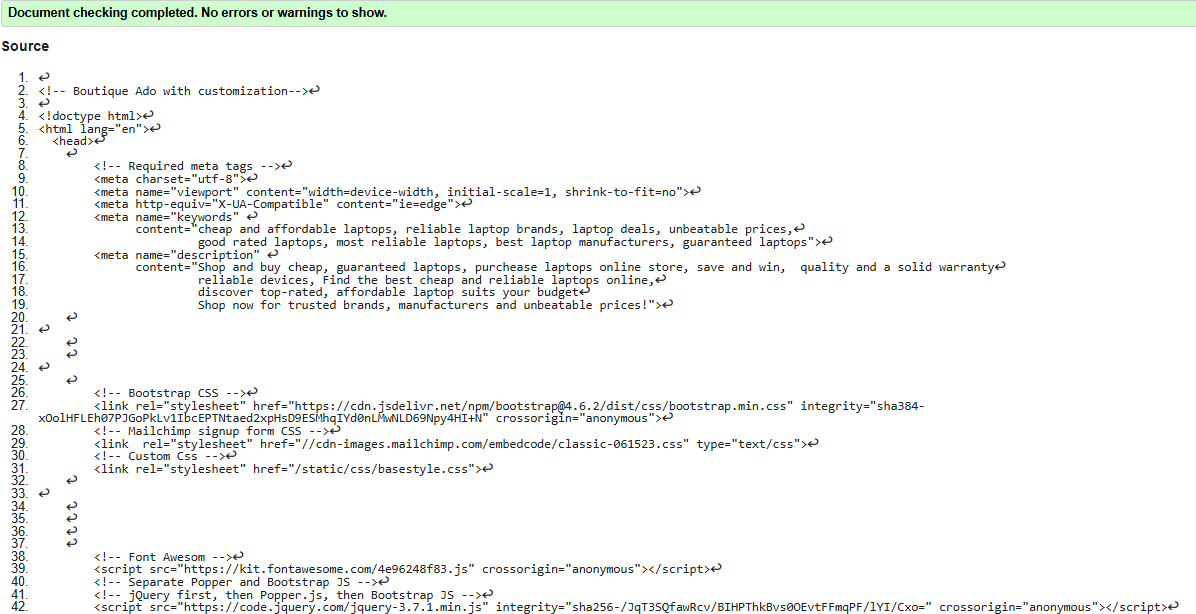 Document checking completed. No errors or warnings to show.
Source
1. ↩
2. <!-- Boutique Ado with customization-->↩
3. ↩
4. <!doctype html>↩
5. <html lang="en">↩
6. <head>↩
7. ↩
8. <!-- Required meta tags -->↩
9. <meta charset="utf-8">↩
10. <meta name="viewport" content="width=device-width, initial-scale=1, shrink-to-fit=no">↩
11. <meta http-equiv="X-UA-Compatible" content="ie=edge">↩
12. <meta name="keywords" ↩
13. content="cheap and affordable laptops, reliable laptop brands, laptop deals, unbeatable prices,↩
14. good rated laptops, most reliable laptops, best laptop manufacturers, guaranteed laptops">↩
15. <meta name="description" ↩
16. content="Shop and buy cheap, guaranteed laptops, purchease laptops online store, save and win,  quality and a solid warranty↩
17. reliable devices, Find the best cheap and reliable laptops online,↩
18. discover top-rated, affordable laptop suits your budget↩
19. Shop now for trusted brands, manufacturers and unbeatable prices!">↩
20. ↩
21. ↩
22. ↩
23. ↩
24. ↩
25. ↩
26. <!-- Bootstrap CSS -->↩
27. <link rel="stylesheet" href="https://cdn.jsdelivr.net/npm/bootstrap@4.6.2/dist/css/bootstrap.min.css" integrity="sha384-
xOolHFLEh07PJGoPkLv1IbcEPTNtaed2xpHsD9ESMhqIYd0nLMwNLD69Npy4HI+N" crossorigin="anonymous">↩
28. <!-- Mailchimp signup form CSS -->↩
29. <link  rel="stylesheet" href="//cdn-images.mailchimp.com/embedcode/classic-061523.css" type="text/css">↩
30. <!-- Custom Css -->↩
31. <link rel="stylesheet" href="/static/css/basestyle.css">↩
32. ↩
33. ↩
34. ↩
35. ↩
36. ↩
37. ↩
38. <!-- Font Awesom -->↩
39. <script src="https://kit.fontawesome.com/4e96248f83.js" crossorigin="anonymous"></script>↩
40. <!-- Separate Popper and Bootstrap JS -->↩
41. <!-- jQuery first, then Popper.js, then Bootstrap JS -->↩
42. <script src="https://code.jquery.com/jquery-3.7.1.min.js" integrity="sha256-/JqT3SQfawRcv/BIHPThkBvs0OEvtFFmqPF/lYI/Cxo=" crossorigin="anonymous"></script>↩